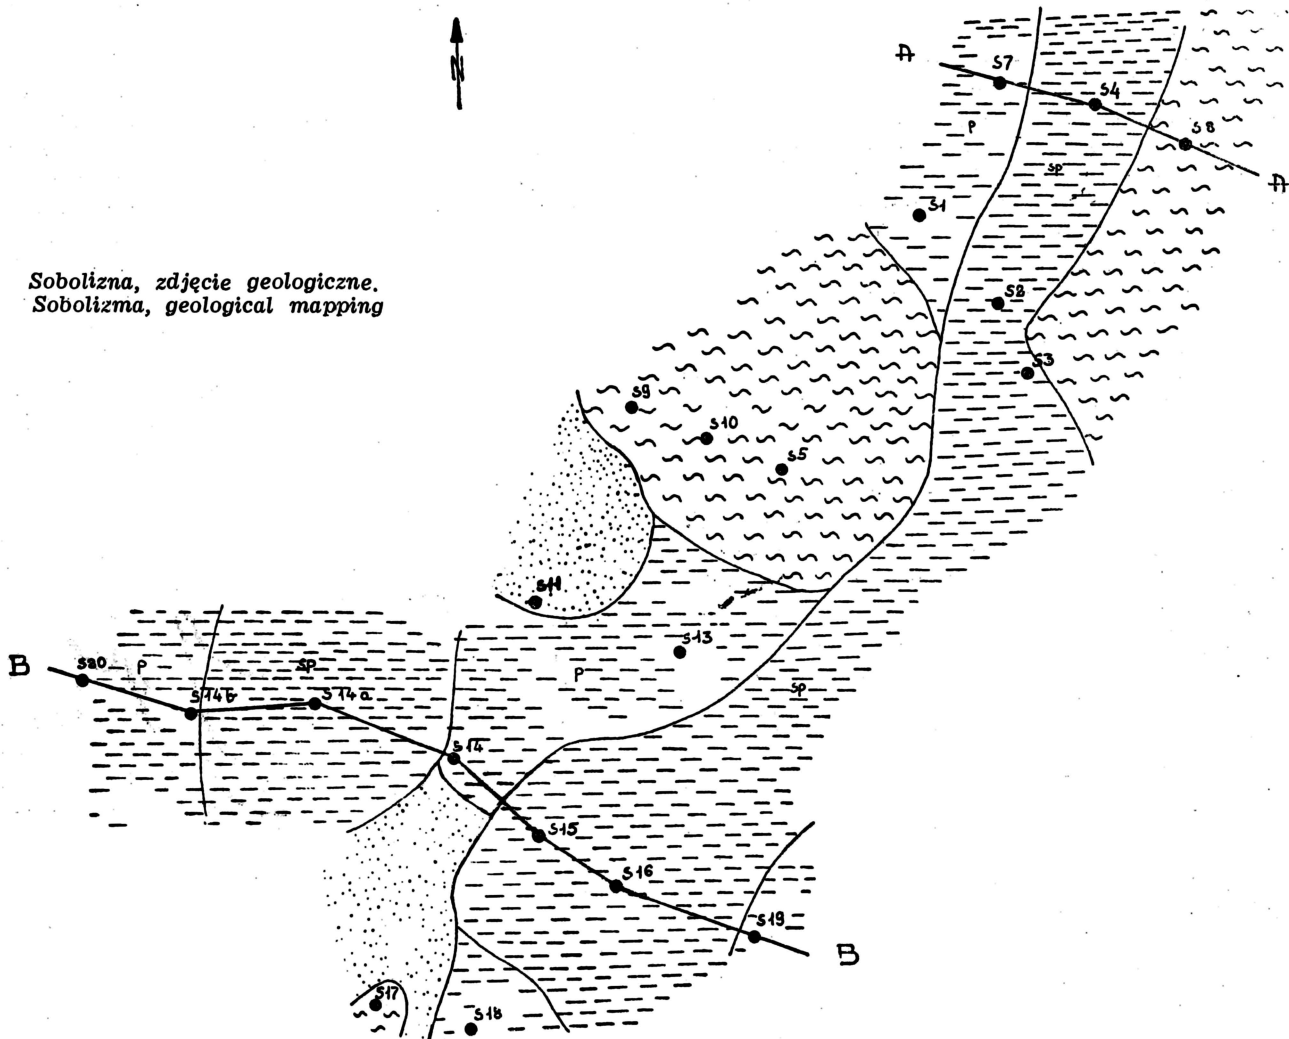 N
A
S7
S4
S8
A
p
sp
S1
S2
S3
Sobolizna, zdjęcie geologiczne.
Sobolizma, geological mapping
S9
S10
S5
S11
S13
B
S20
p
sp
S14b
S14a
p
sp
S14
S15
S16
S19
B
S17
S18